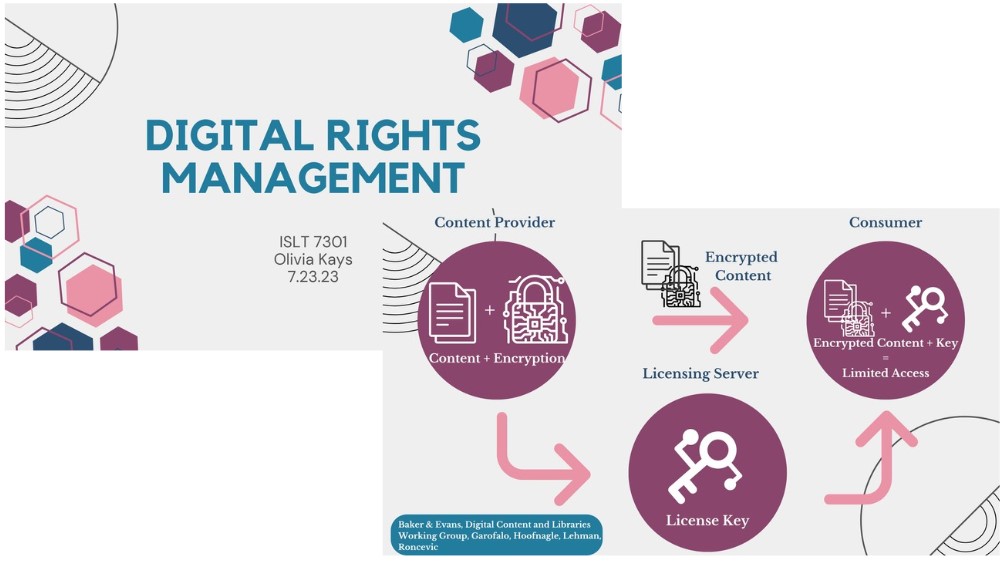 DIGITAL RIGHTS
MANAGEMENT
ISLT 7301
Olivia Kays
7.23.23
Content Provider
+
Content + Encryption
Encrypted
Content
Consumer
+
Encrypted Content + Key
=
Limited Access
Licensing Server
License Key
Baker & Evans, Digital Content and Libraries
Working Group, Garofalo, Hoofnagle, Lehman,
Roncevic